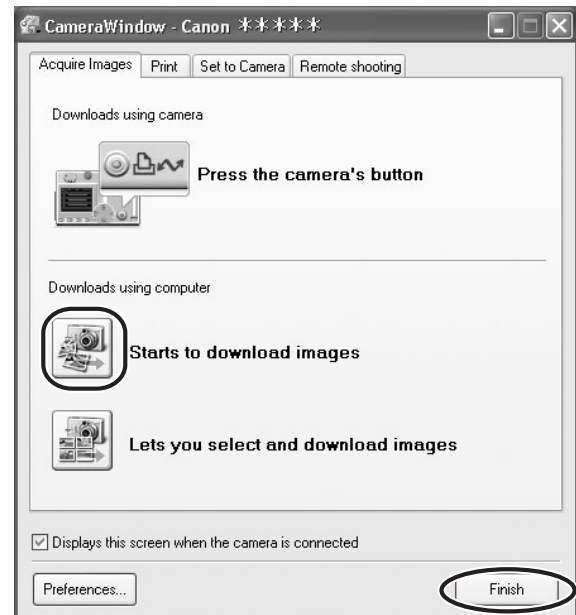 CameraWindow - Canon *****
Acquire Images Print Set to Camera Remote shooting
Downloads using camera
Press the camera's button
Downloads using computer
Starts to download images
Lets you select and download images
Displays this screen when the camera is connected
Preferences... Finish